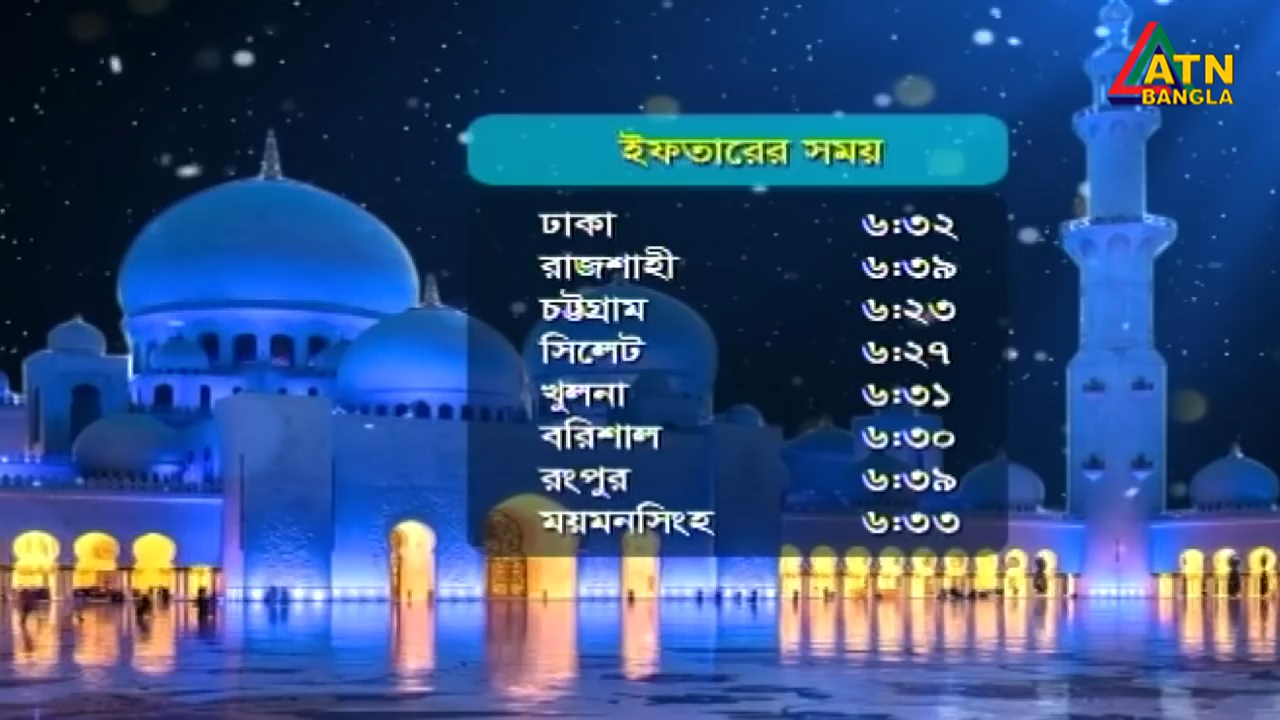 ATN
BANGLA
ইফতারের সময়
ঢাকা ৬:৩২
রাজশাহী ৬:৩৯
চট্টগ্রাম ৬:২৩
সিলেট ৬:২৭
খুলনা ৬:৩১
বরিশাল ৬:৩০
রংপুর ৬:৩৯
ময়মনসিংহ ৬:৩৩